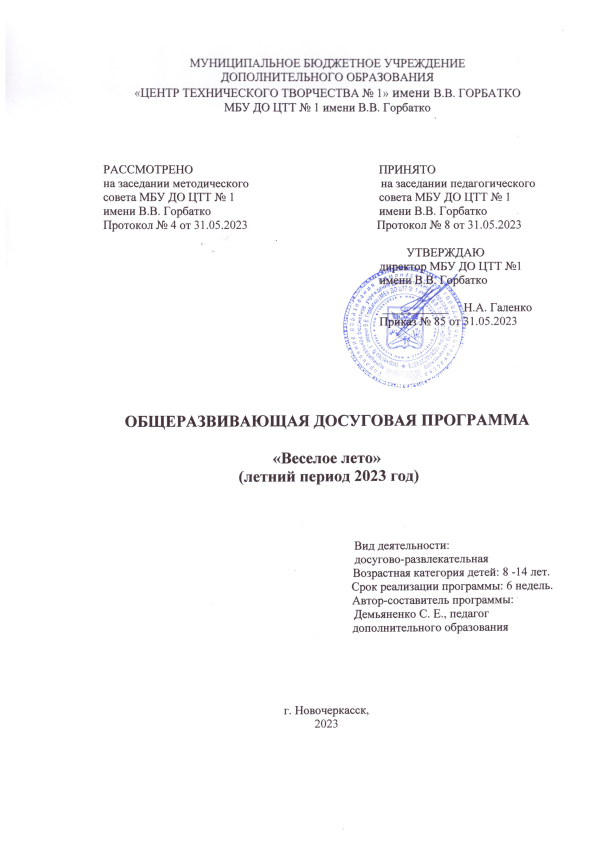 МУНИЦИПАЛЬНОЕ БЮДЖЕТНОЕ УЧРЕЖДЕНИЕ
ДОПОЛНИТЕЛЬНОГО ОБРАЗОВАНИЯ
«ЦЕНТР ТЕХНИЧЕСКОГО ТВОРЧЕСТВА № 1» имени В.В. ГОРБАТКО
МБУ ДО ЦТТ № 1 имени В.В. Горбатко
РАССМОТРЕНО
на заседании методического
совета МБУ ДО ЦТТ № 1
имени В.В. Горбатко
Протокол № 4 от 31.05.2023
ПРИНЯТО
на заседании педагогического
совета МБУ ДО ЦТТ № 1
имени В.В. Горбатко
Протокол № 8 от 31.05.2023
УТВЕРЖДАЮ
директор МБУ ДО ЦТТ №1
имени В.В. Горбатко
Н.А. Галенко
Приказ № 85 от 31.05.2023
ОБЩЕРАЗВИВАЮЩАЯ ДОСУГОВАЯ ПРОГРАММА
«Веселое лето»
(летний период 2023 год)
Вид деятельности:
досугово-развлекательная
Возрастная категория детей: 8 -14 лет.
Срок реализации программы: 6 недель.
Автор-составитель программы:
Демьяненко С. Е., педагог
дополнительного образования
г. Новочеркасск,
2023